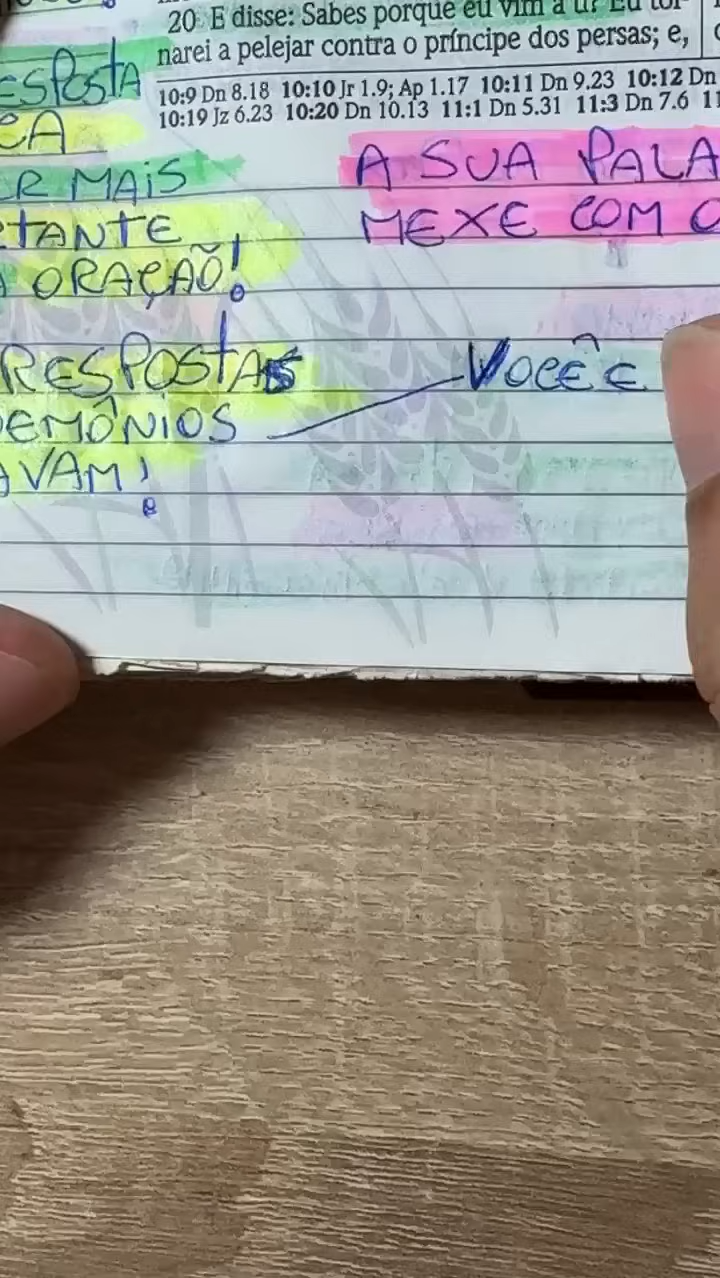 20 E disse: Sabes porque eu vim a ti? Eu tor-
narei a pelejar contra o príncipe dos persas; e,
10:9 Dn 8.18 10:10 Jr 1.9; Ap 1.17 10:11 Dn 9.23 10:12 Dn
10:19 Jz 6.23 10:20 Dn 10.13 11:1 Dn 5.31 11:3 Dn 7.6 11
ESPOSTA
CA
R MAIS
TANTE
ORAÇÃO!
RESPOSTAS
EMÔNIOS
AVAM!
A SUA PALA
MEXE COM O
VOCÊ E